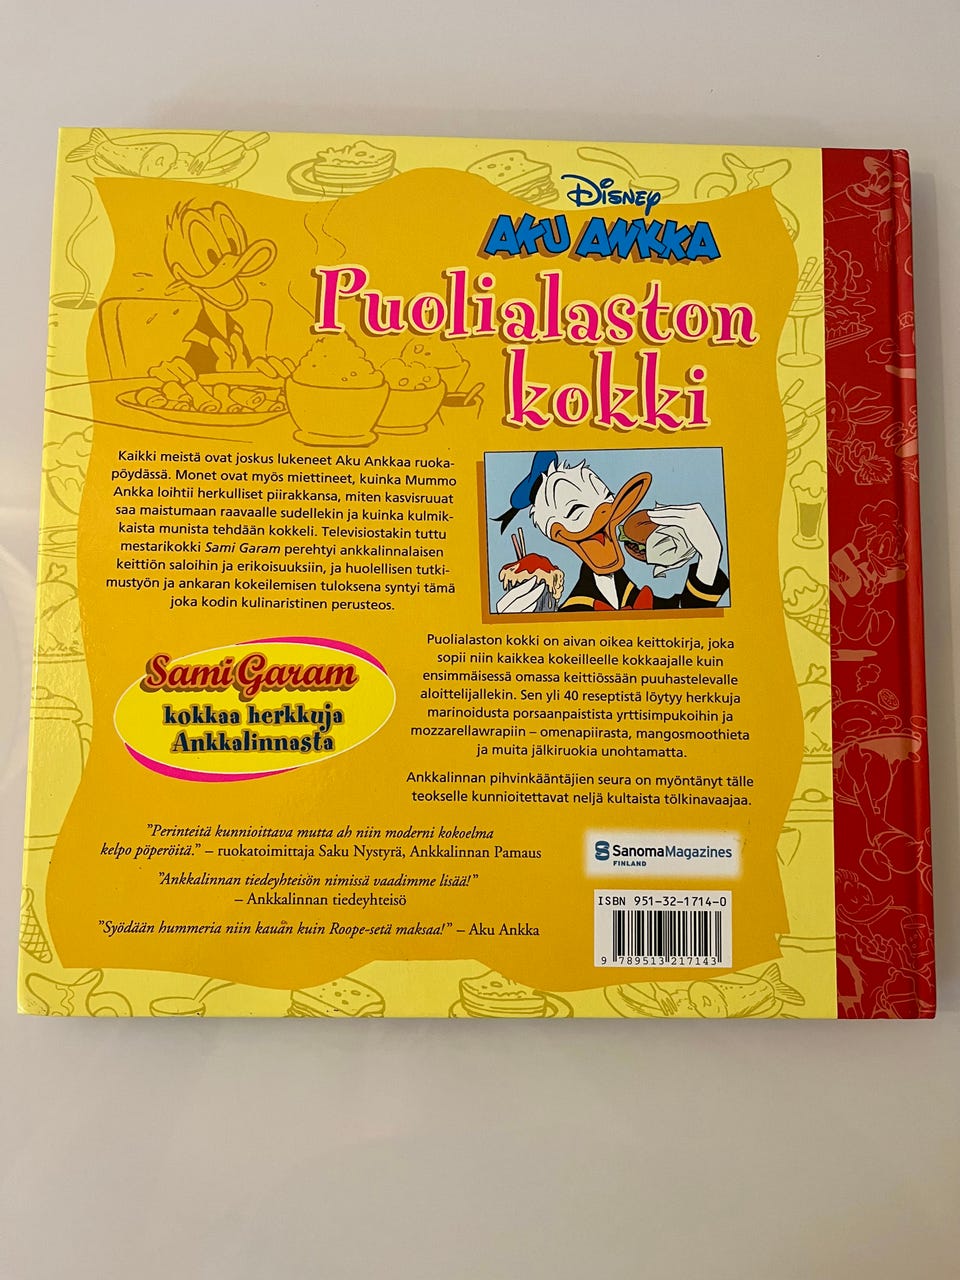 Disney
AKU ANKKA
Puolialaston
kokki
Kaikki meistä ovat joskus lukeneet Aku Ankkaa ruoka-
pöydässä. Monet ovat myös miettineet, kuinka Mummo
Ankka loihtii herkulliset piirakkansa, miten kasvisruuat
saa maistumaan raavaalle sudellekin ja kuinka kulmik-
kaista munista tehdään kokkeli. Televisiostakin tuttu
mestarikokki Sami Garam perehtyi ankkalinnalaisen
keittiön saloihin ja erikoisuuksiin, ja huolellisen tutki-
mustyön ja ankaran kokeilemisen tuloksena syntyi tämä
joka kodin kulinaristinen perusteos.
Sami Garam
kokkaa herkkuja
Ankkalinnasta
Puolialaston kokki on aivan oikea keittokirja, joka
sopii niin kaikkea kokeilleelle kokkaajalle kuin
ensimmäisessä omassa keittiössään puuhastelevalle
aloittelijallekin. Sen yli 40 reseptistä löytyy herkkuja
marinoidusta porsaanpaistista yrttisimpukoihin ja
mozzarellawrapiin – omenapiirasta, mangosmoothieta
ja muita jälkiruokia unohtamatta.
Ankkalinnan pihvinkääntäjien seura on myöntänyt tälle
teokselle kunnioitettavat neljä kultaista tölkinavaajaa.
”Perinteitä kunnioittava mutta ah niin moderni kokoelma
kelpo pöperöitä.” – ruokatoimittaja Saku Nystyrä, Ankkalinnan Pamaus
”Ankkalinnan tiedeyhteisön nimissä vaadimme lisää!”
– Ankkalinnan tiedeyhteisö
”Syödään hummeria niin kauan kuin Roope-setä maksaa!” – Aku Ankka
SanomaMagazines
FINLAND
ISBN 951-32-1714-0
9 789513 217143